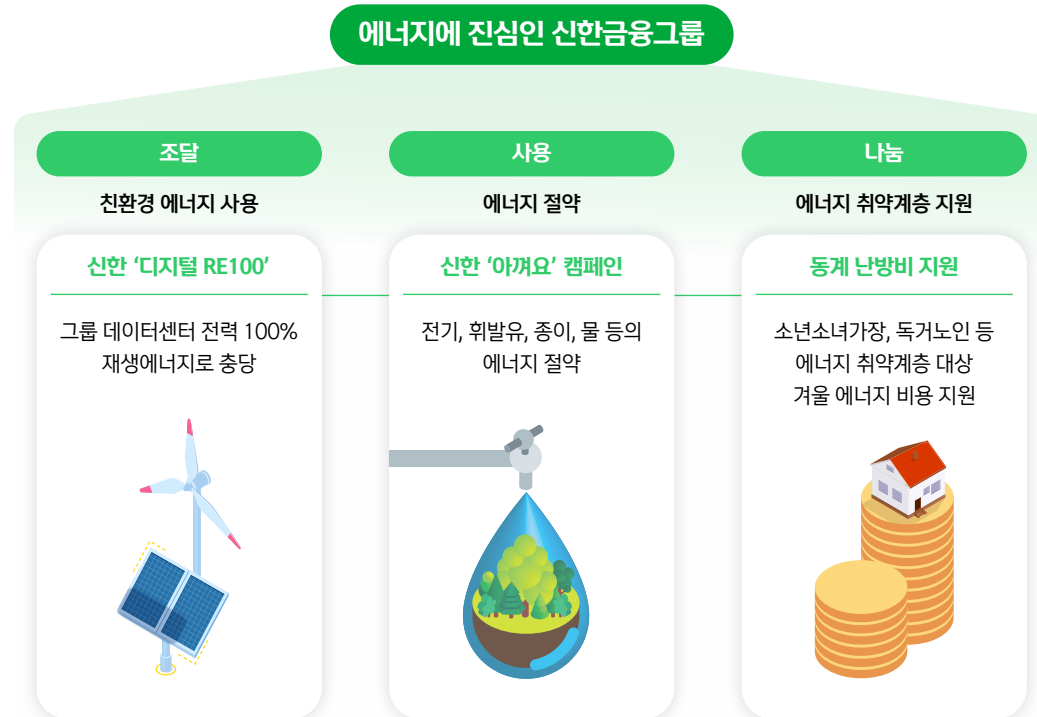 에너지에 진심인 신한금융그룹
조달
친환경 에너지 사용
신한 ‘디지털 RE100’
그룹 데이터센터 전력 100%
재생에너지로 충당
사용
에너지 절약
신한 ‘아껴요’ 캠페인
전기, 휘발유, 종이, 물 등의
에너지 절약
나눔
에너지 취약계층 지원
동계 난방비 지원
소년소녀가장, 독거노인 등
에너지 취약계층 대상
겨울 에너지 비용 지원